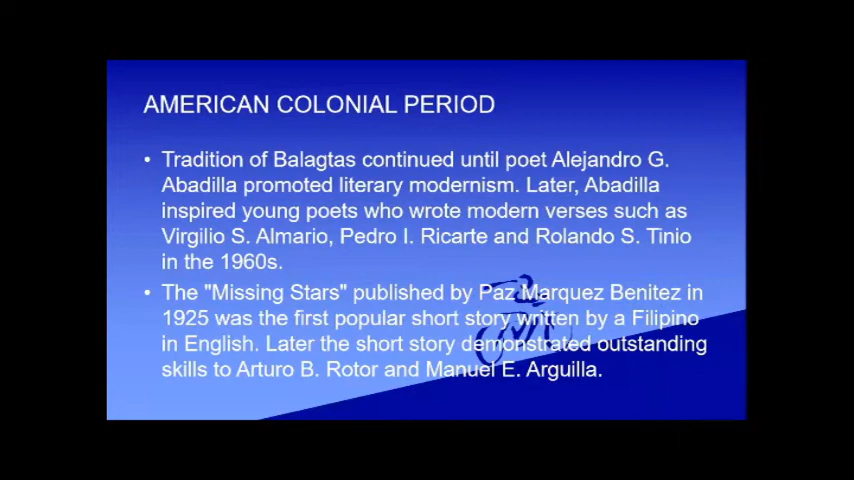 AMERICAN COLONIAL PERIOD
• Tradition of Balagtas continued until poet Alejandro G.
Abadilla promoted literary modernism. Later, Abadilla
inspired young poets who wrote modern verses such as
Virgilio S. Almario, Pedro I. Ricarte and Rolando S. Tinio
in the 1960s.
• The "Missing Stars" published by Paz Marquez Benitez in
1925 was the first popular short story written by a Filipino
in English. Later the short story demonstrated outstanding
skills to Arturo B. Rotor and Manuel E. Arguilla.